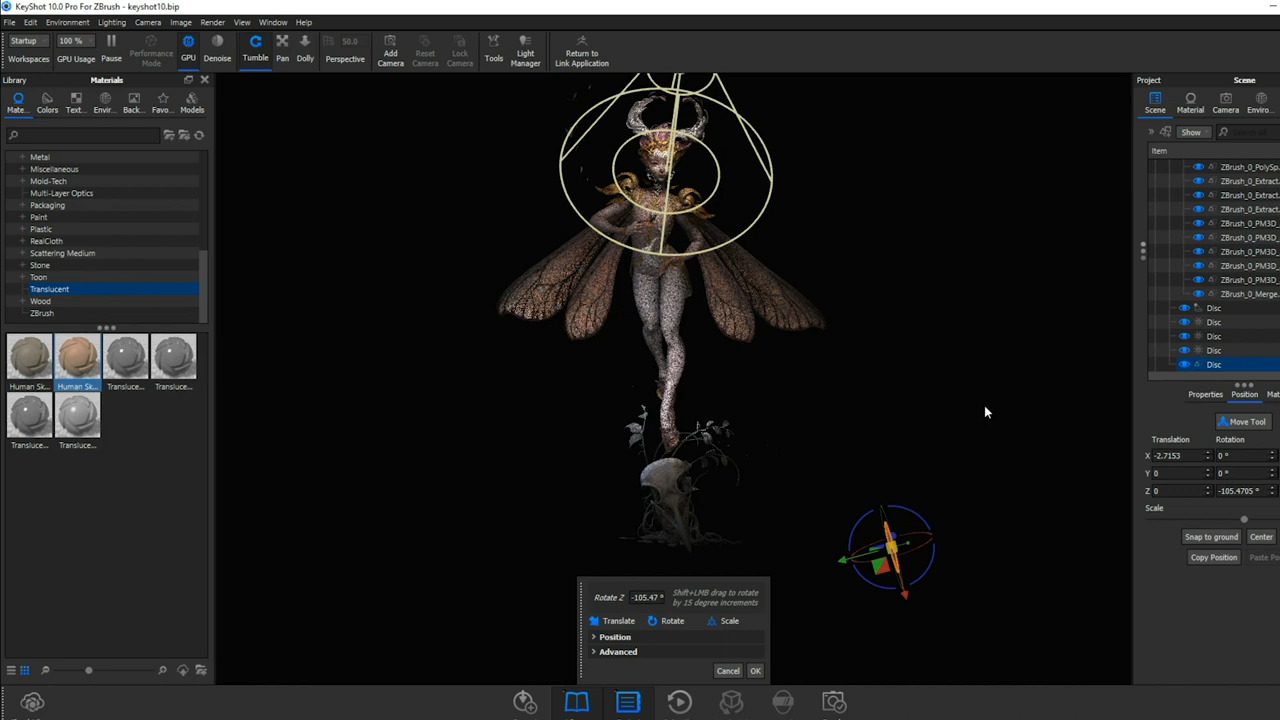 KeyShot 10.0 Pro For ZBrush - keyshot10.bip
File Edit Environment Lighting Camera Image Render View Window Help
Startup 100 % 50.0
Workspaces GPU Usage Pause Performance Mode GPU Denoise Tumble Pan Dolly Perspective Add Camera Reset Camera Lock Camera Tools Light Manager Return to Link Application
Library Materials
Mate... Colors Text... Envir... Back... Favo... Models
Metal
Miscellaneous
Mold-Tech
Multi-Layer Optics
Packaging
Paint
Plastic
RealCloth
Scattering Medium
Stone
Toon
Translucent
Wood
ZBrush
Human Sk... Human Sk... Transluce... Transluce...
Transluce... Transluce...
Rotate Z -105.47 ° Shift+LMB drag to rotate
by 15 degree increments
Translate Rotate Scale
Position
Advanced
Cancel OK
Project Scene
Scene Material Camera Enviro...
Show
Item
ZBrush_0_PolySp...
ZBrush_0_Extract...
ZBrush_0_Extract...
ZBrush_0_Extract...
ZBrush_0_PM3D_
ZBrush_0_PM3D_
ZBrush_0_PM3D_
ZBrush_0_PM3D_
ZBrush_0_PM3D_
ZBrush_0_Merge...
Disc
Disc
Disc
Disc
Disc
Properties Position Mat
Move Tool
Translation Rotation
X -2.7153 0 °
Y 0 0 °
Z 0 -105.4705 °
Scale
Snap to ground Center
Copy Position Paste Po